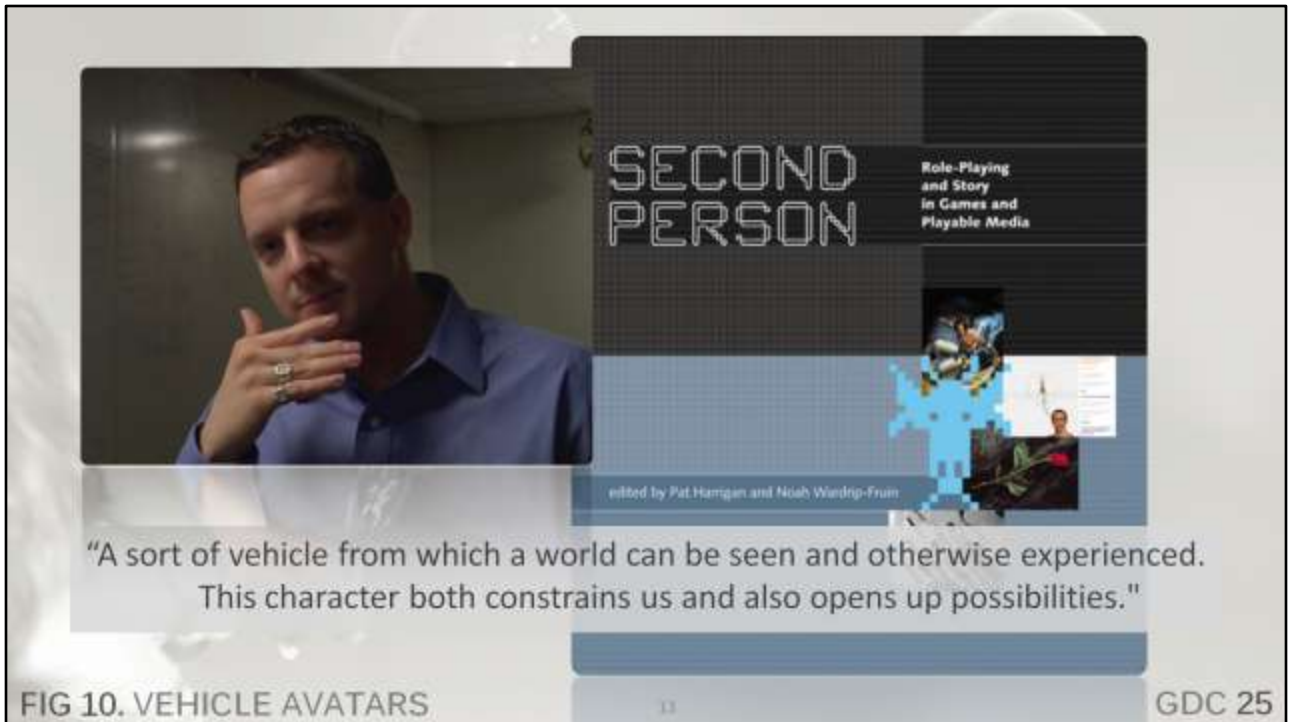 SECOND
PERSON
Role-Playing
and Story
in Games and
Playable Media
edited by Pat Harrigan and Noah Wardrip-Fruin
“A sort of vehicle from which a world can be seen and otherwise experienced.
This character both constrains us and also opens up possibilities."
FIG 10. VEHICLE AVATARS
13
GDC 25